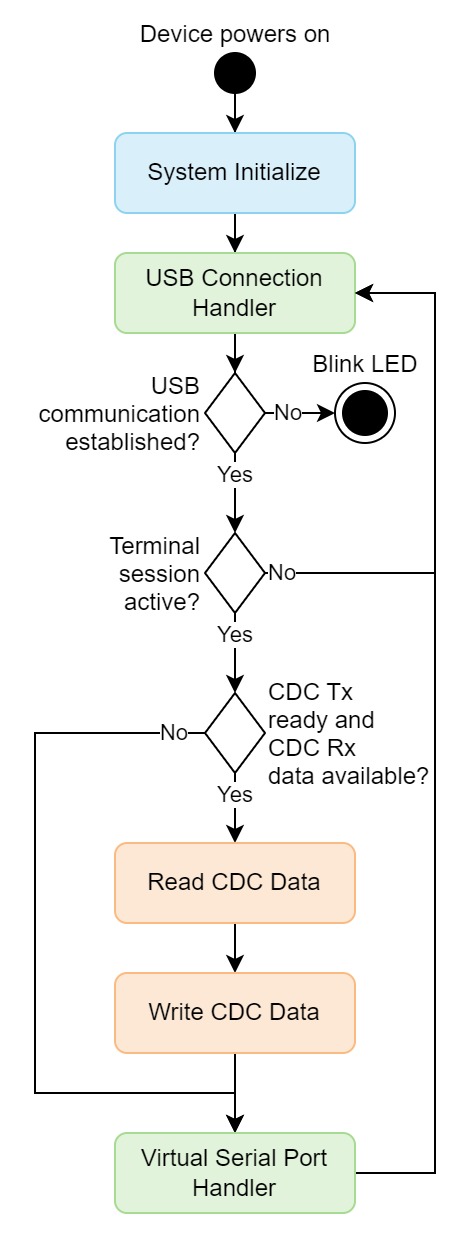 Device powers on
System Initialize
USB Connection
Handler
Blink LED
USB
communication
established?
No
Yes
Terminal
session
active?
No
Yes
CDC Tx
ready and
CDC Rx
data available?
No
Yes
Read CDC Data
Write CDC Data
Virtual Serial Port
Handler